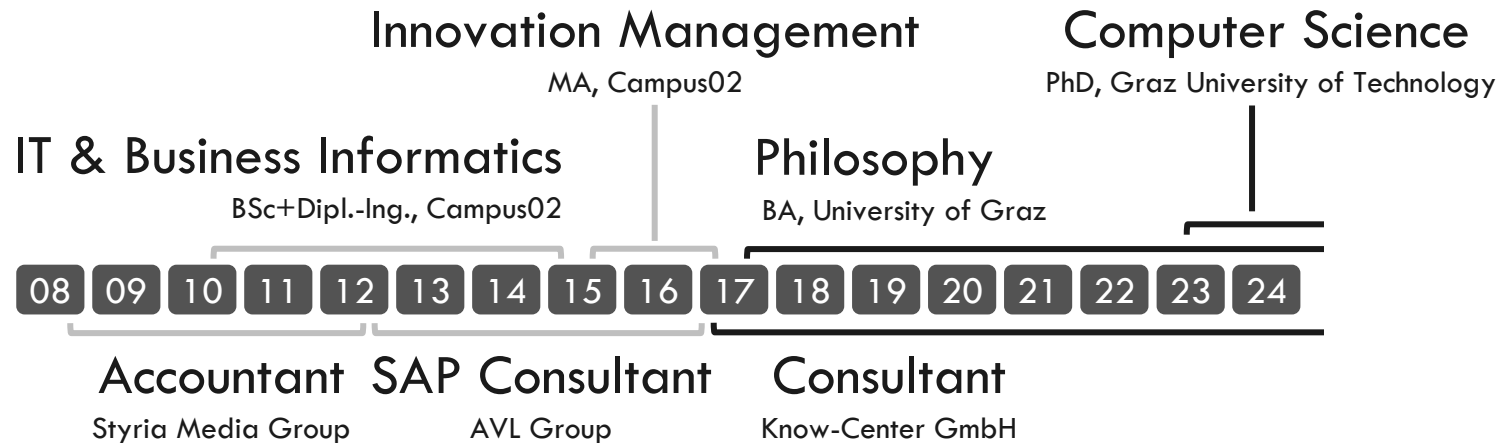 Innovation Management
MA, Campus02
Computer Science
PhD, Graz University of Technology
IT & Business Informatics
BSc+Dipl.-Ing., Campus02
Philosophy
BA, University of Graz
08 09 10 11 12 13 14 15 16 17 18 19 20 21 22 23 24
Accountant
Styria Media Group
SAP Consultant
AVL Group
Consultant
Know-Center GmbH